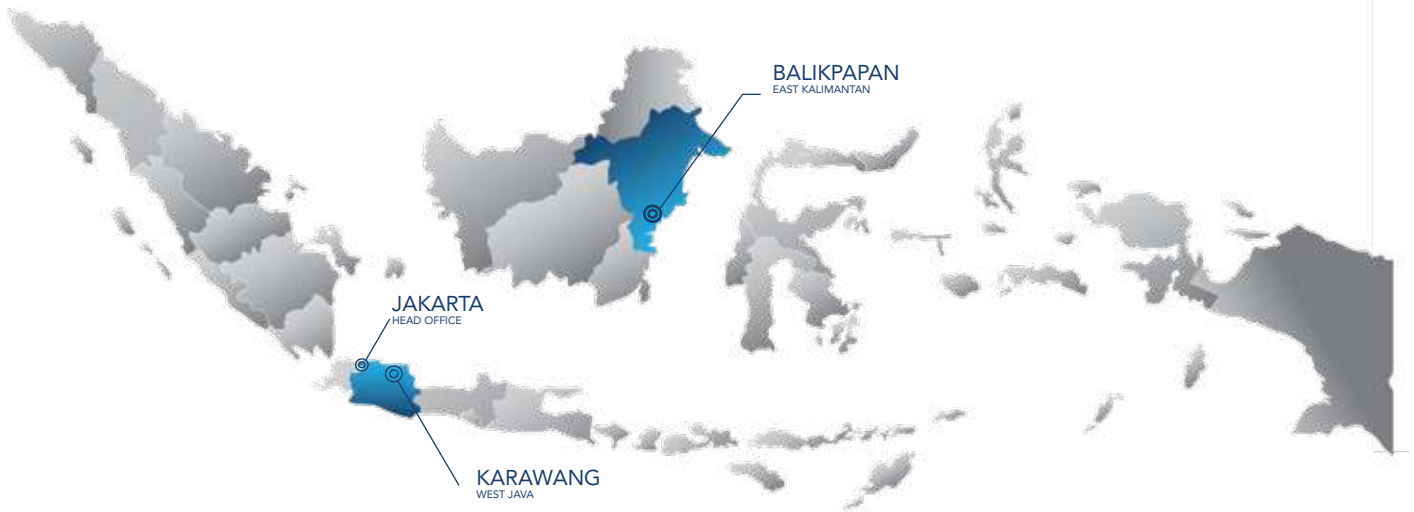 BALIKPAPAN
EAST KALIMANTAN
JAKARTA
HEAD OFFICE
KARAWANG
WEST JAVA